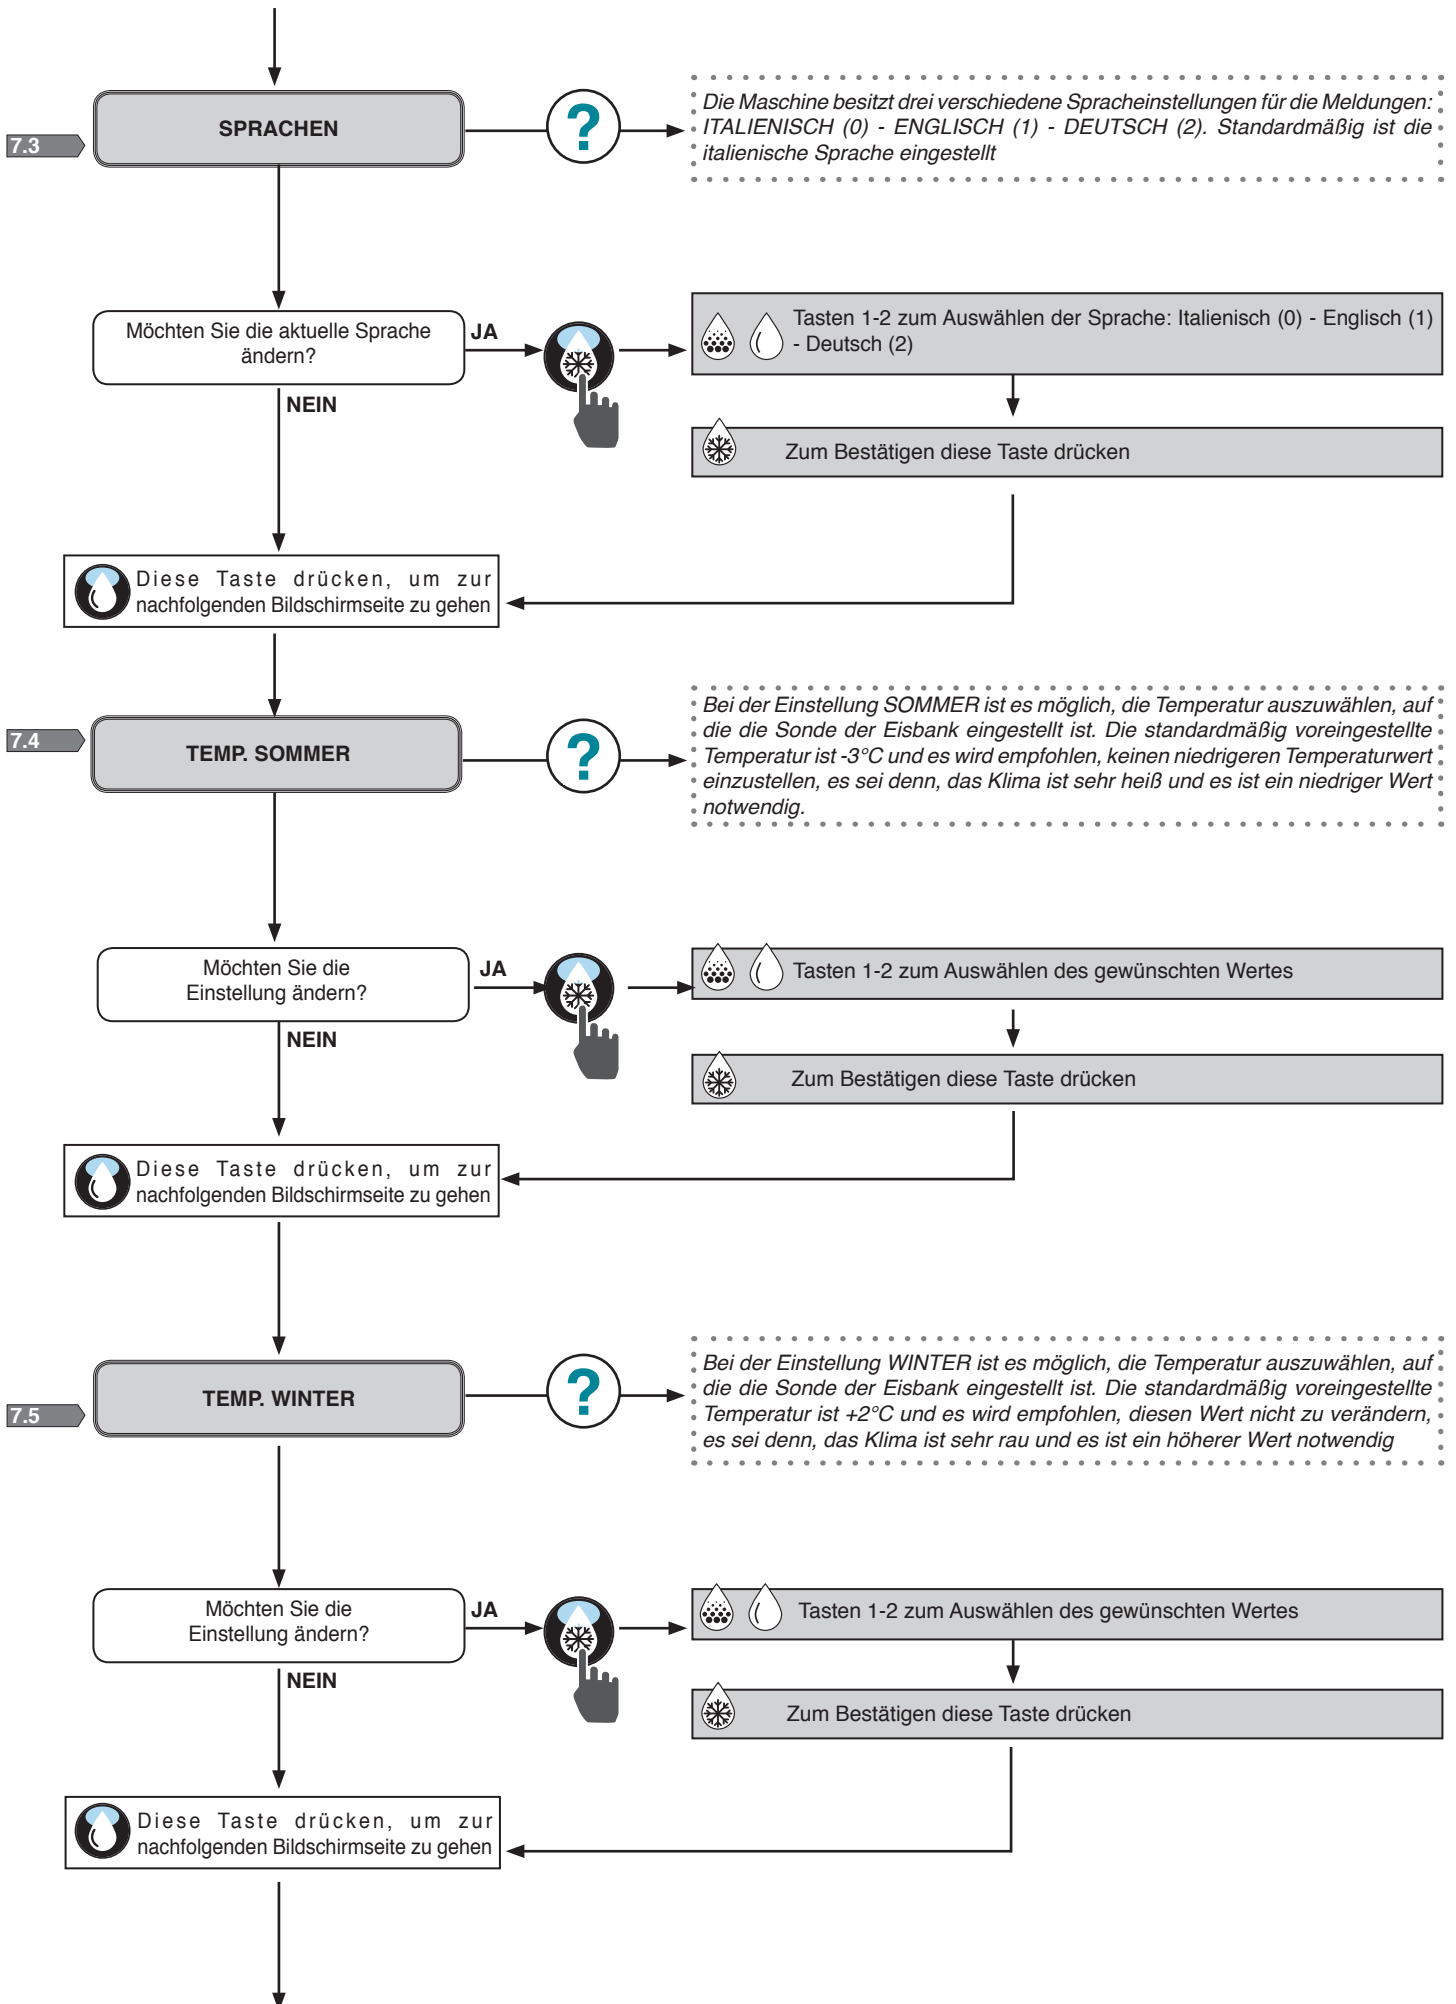 7.3
SPRACHEN
Die Maschine besitzt drei verschiedene Spracheinstellungen für die Meldungen:
ITALIENISCH (0) - ENGLISCH (1) - DEUTSCH (2). Standardmäßig ist die
italienische Sprache eingestellt
?
Möchten Sie die aktuelle Sprache
ändern?
JA
NEIN
Tasten 1-2 zum Auswählen der Sprache: Italienisch (0) - Englisch (1)
- Deutsch (2)
Zum Bestätigen diese Taste drücken
Diese Taste drücken, um zur
nachfolgenden Bildschirmseite zu gehen
7.4
TEMP. SOMMER
?
Bei der Einstellung SOMMER ist es möglich, die Temperatur auszuwählen, auf
die die Sonde der Eisbank eingestellt ist. Die standardmäßig voreingestellte
Temperatur ist -3°C und es wird empfohlen, keinen niedrigeren Temperaturwert
einzustellen, es sei denn, das Klima ist sehr heiß und es ist ein niedriger Wert
notwendig.
Möchten Sie die
Einstellung ändern?
JA
NEIN
Tasten 1-2 zum Auswählen des gewünschten Wertes
Zum Bestätigen diese Taste drücken
Diese Taste drücken, um zur
nachfolgenden Bildschirmseite zu gehen
7.5
TEMP. WINTER
?
Bei der Einstellung WINTER ist es möglich, die Temperatur auszuwählen, auf
die die Sonde der Eisbank eingestellt ist. Die standardmäßig voreingestellte
Temperatur ist +2°C und es wird empfohlen, diesen Wert nicht zu verändern,
es sei denn, das Klima ist sehr rau und es ist ein höherer Wert notwendig
Möchten Sie die
Einstellung ändern?
JA
NEIN
Tasten 1-2 zum Auswählen des gewünschten Wertes
Zum Bestätigen diese Taste drücken
Diese Taste drücken, um zur
nachfolgenden Bildschirmseite zu gehen